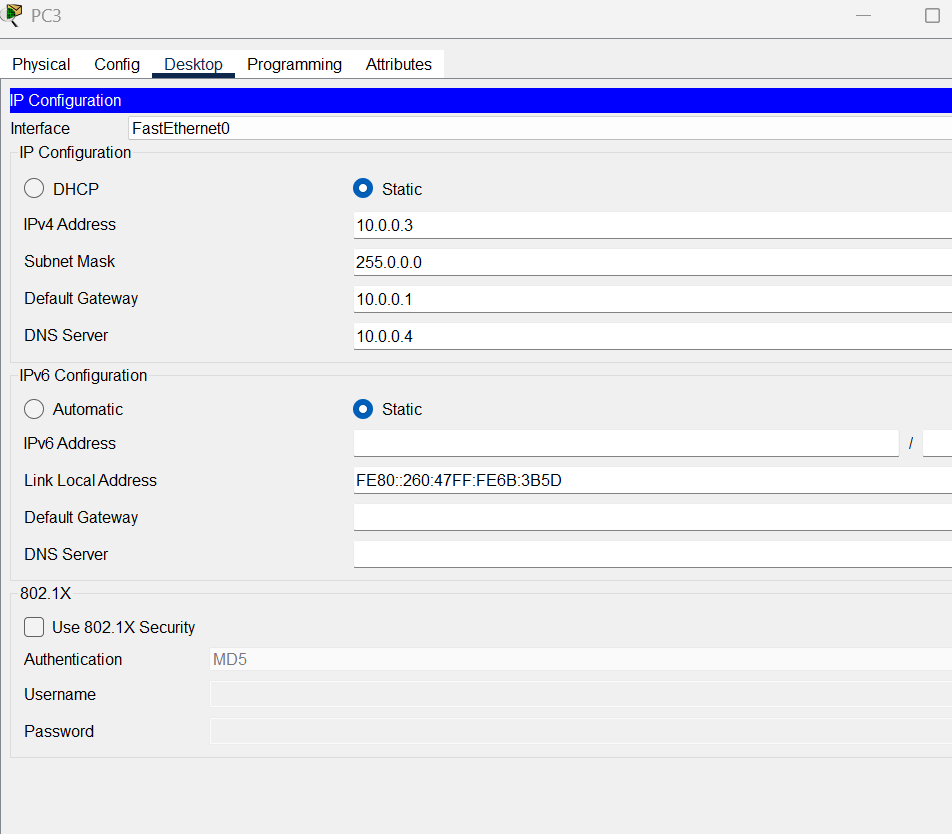 PC3
Physical Config Desktop Programming Attributes
IP Configuration
Interface FastEthernet0
IP Configuration
DHCP Static
IPv4 Address 10.0.0.3
Subnet Mask 255.0.0.0
Default Gateway 10.0.0.1
DNS Server 10.0.0.4
IPv6 Configuration
Automatic Static
IPv6 Address /
Link Local Address FE80::260:47FF:FE6B:3B5D
Default Gateway
DNS Server
802.1X
Use 802.1X Security
Authentication MD5
Username
Password